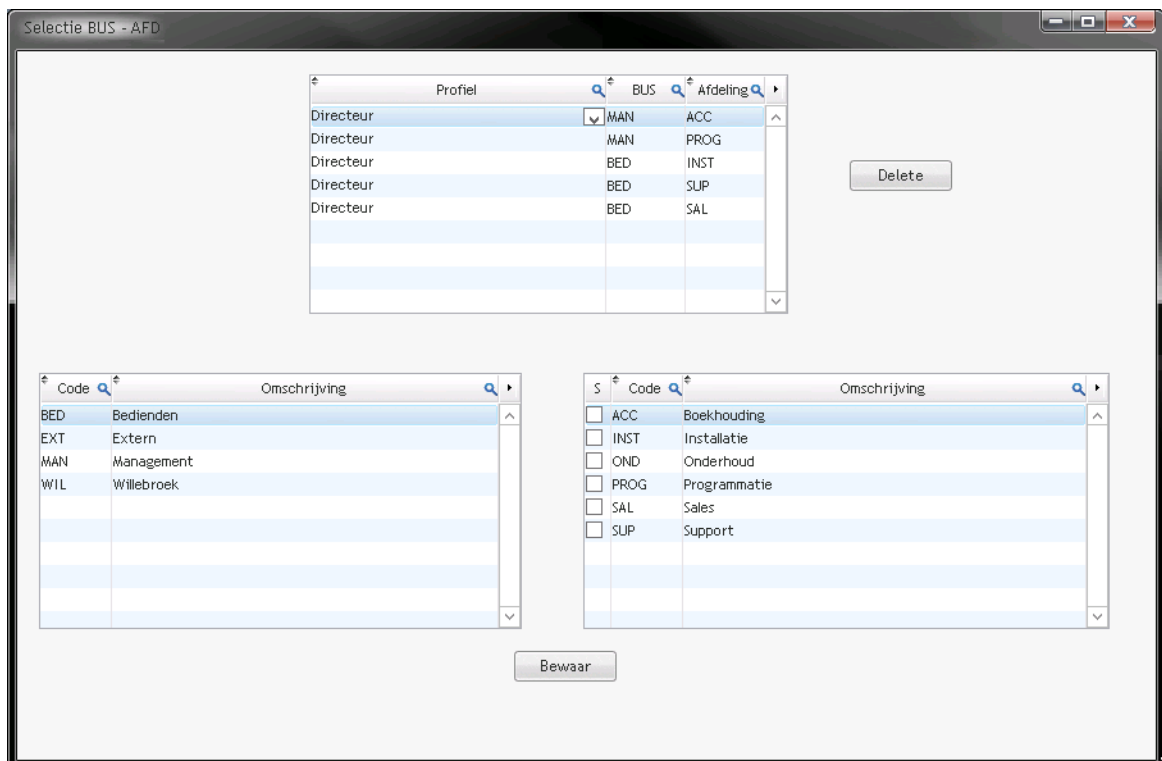 Selectie BUS - AFD
Profiel BUS Afdeling
Directeur MAN ACC
Directeur MAN PROG
Directeur BED INST
Directeur BED SUP
Directeur BED SAL
Delete
Code Omschrijving
BED Bedienden
EXT Extern
MAN Management
WIL Willebroek
S Code Omschrijving
ACC Boekhouding
INST Installatie
OND Onderhoud
PROG Programmatie
SAL Sales
SUP Support
Bewaar